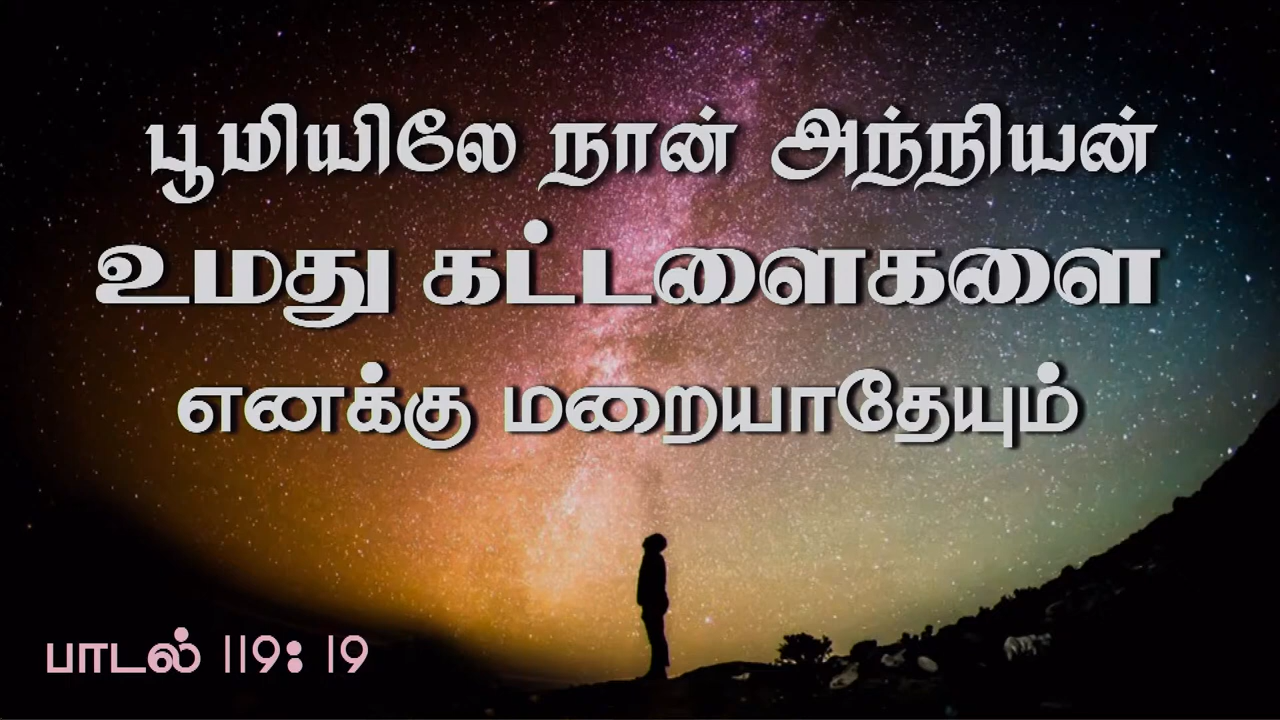 பூமியிலே நான் அந்நியன்
உமது கட்டளைகளை
எனக்கு மறையாதேயும்
பாடல் 119: 19